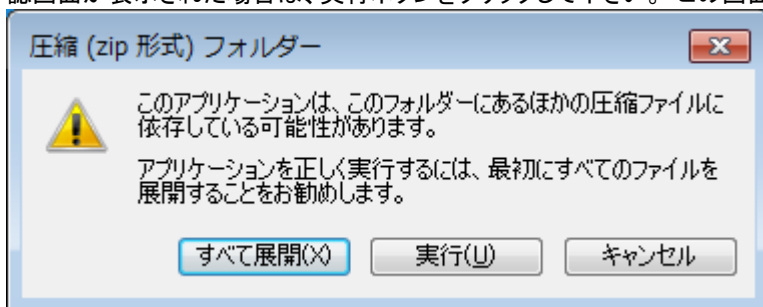 認画面が表示された場合は、実行ボタンをクリックして下さい。この画面
圧縮 (zip 形式) フォルダー
このアプリケーションは、このフォルダーにあるほかの圧縮ファイルに
依存している可能性があります。
アプリケーションを正しく実行するには、最初にすべてのファイルを
展開することをお勧めします。
すべて展開(X) 実行(U) キャンセル